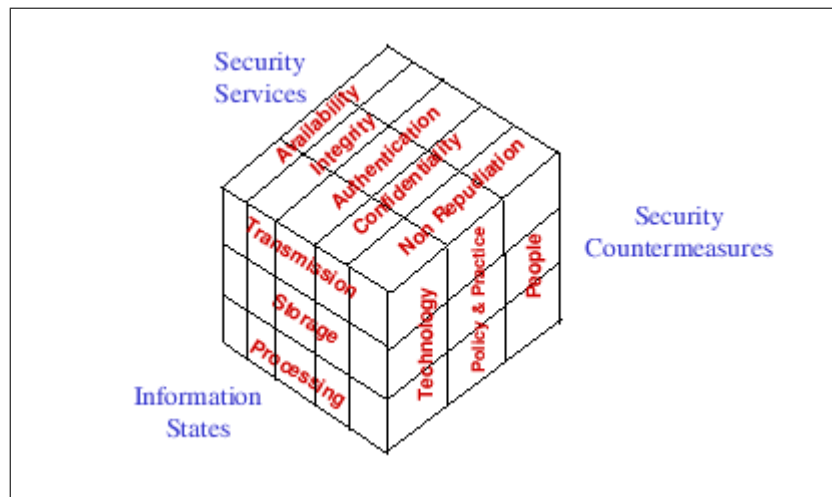 Security
Services
Availability
Integrity
Authentication
Confidentiality
Non Repudiation
Transmission
Storage
Processing
Technology
Policy & Practice
People
Security
Countermeasures
Information
States